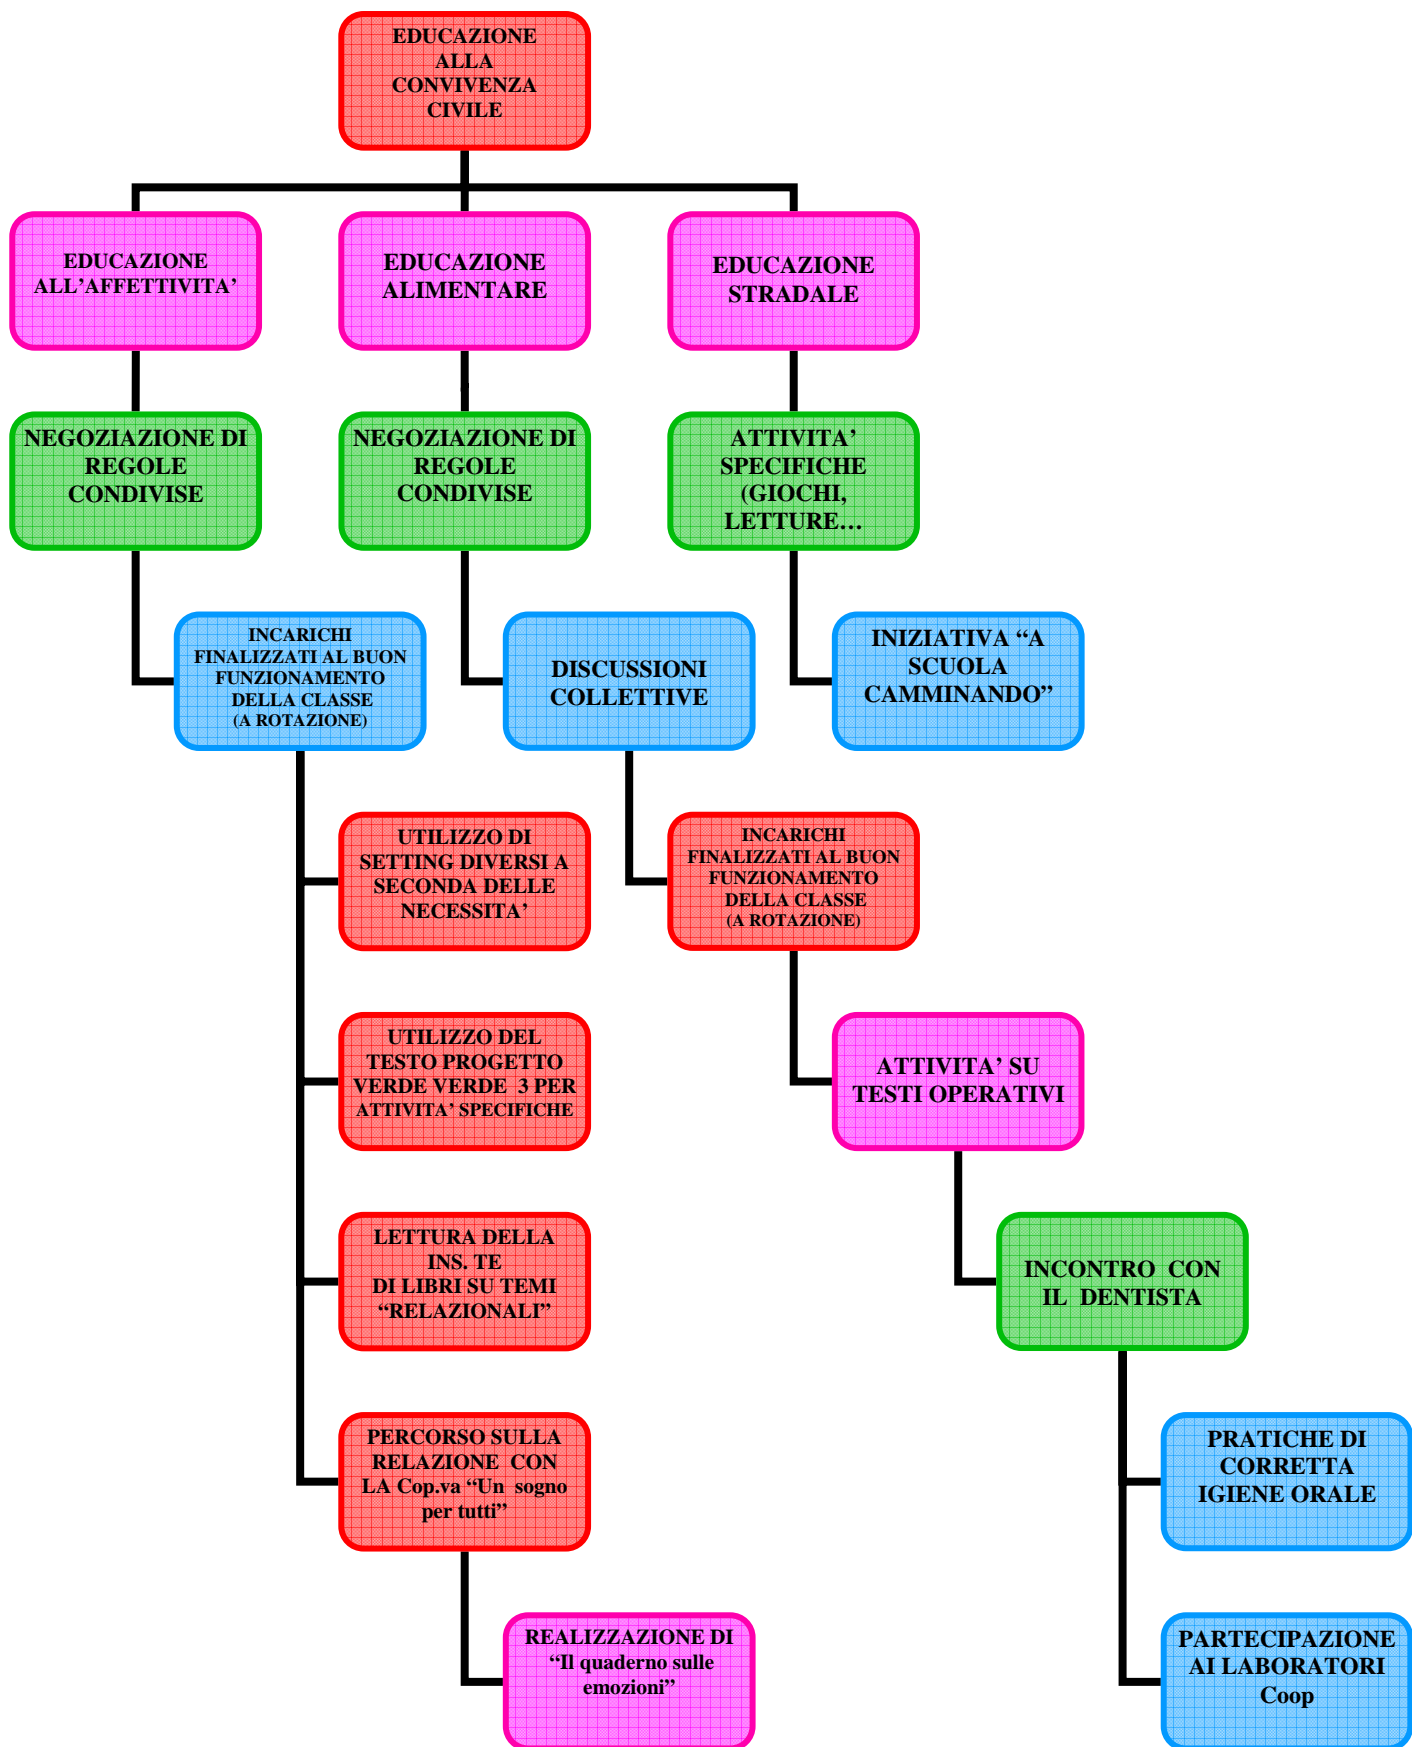 EDUCAZIONE
ALLA
CONVIVENZA
CIVILE
EDUCAZIONE
ALL’AFFETTIVITA’
EDUCAZIONE
ALIMENTARE
EDUCAZIONE
STRADALE
NEGOZIAZIONE DI
REGOLE
CONDIVISE
NEGOZIAZIONE DI
REGOLE
CONDIVISE
ATTIVITA’
SPECIFICHE
(GIOCHI,
LETTURE…
INCARICHI
FINALIZZATI AL BUON
FUNZIONAMENTO
DELLA CLASSE
(A ROTAZIONE)
DISCUSSIONI
COLLETTIVE
INIZIATIVA “A
SCUOLA
CAMMINANDO”
UTILIZZO DI
SETTING DIVERSI A
SECONDA DELLE
NECESSITA’
INCARICHI
FINALIZZATI AL BUON
FUNZIONAMENTO
DELLA CLASSE
(A ROTAZIONE)
UTILIZZO DEL
TESTO PROGETTO
VERDE VERDE 3 PER
ATTIVITA’ SPECIFICHE
ATTIVITA’ SU
TESTI OPERATIVI
LETTURA DELLA
INS. TE
DI LIBRI SU TEMI
“RELAZIONALI”
INCONTRO CON
IL DENTISTA
PERCORSO SULLA
RELAZIONE CON
LA Cop.va “Un sogno
per tutti”
PRATICHE DI
CORRETTA
IGIENE ORALE
REALIZZAZIONE DI
“Il quaderno sulle
emozioni”
PARTECIPAZIONE
AI LABORATORI
Coop